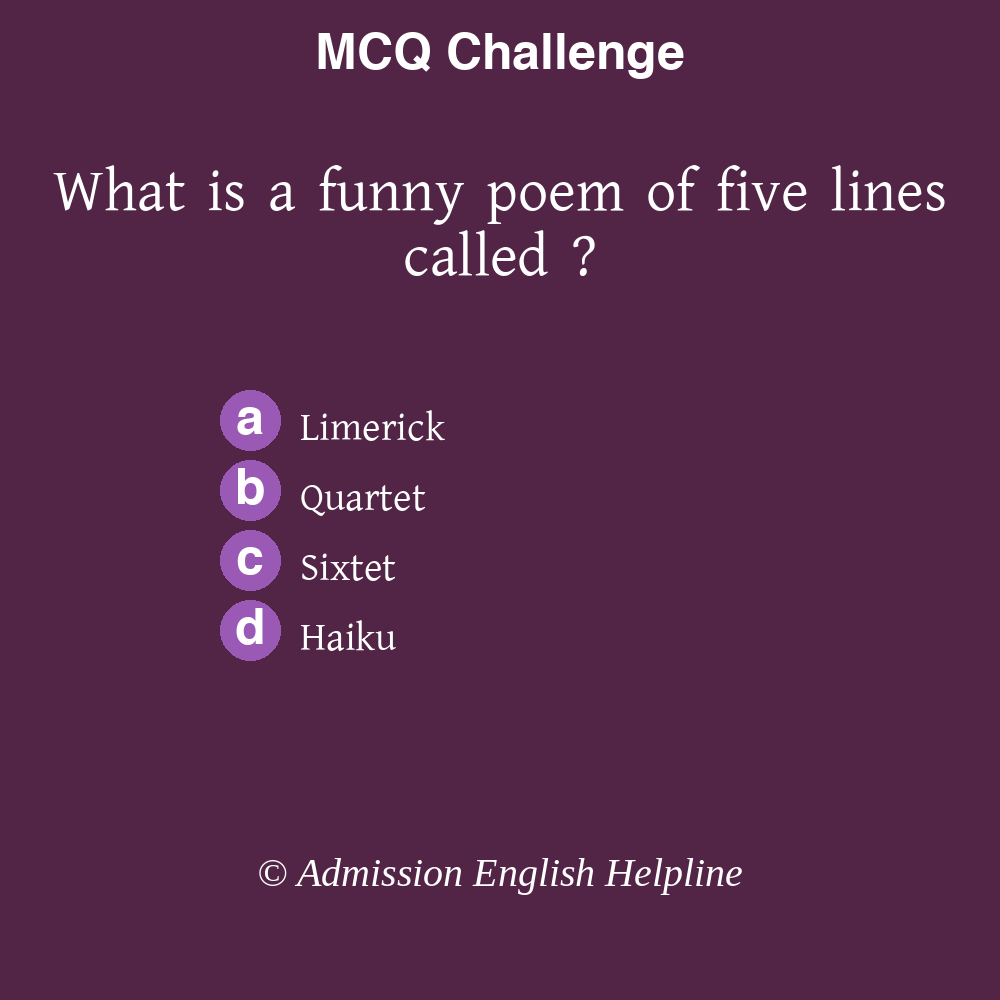 MCQ Challenge
What is a funny poem of five lines
called ?
a Limerick
b Quartet
c Sixtet
d Haiku
© Admission English Helpline